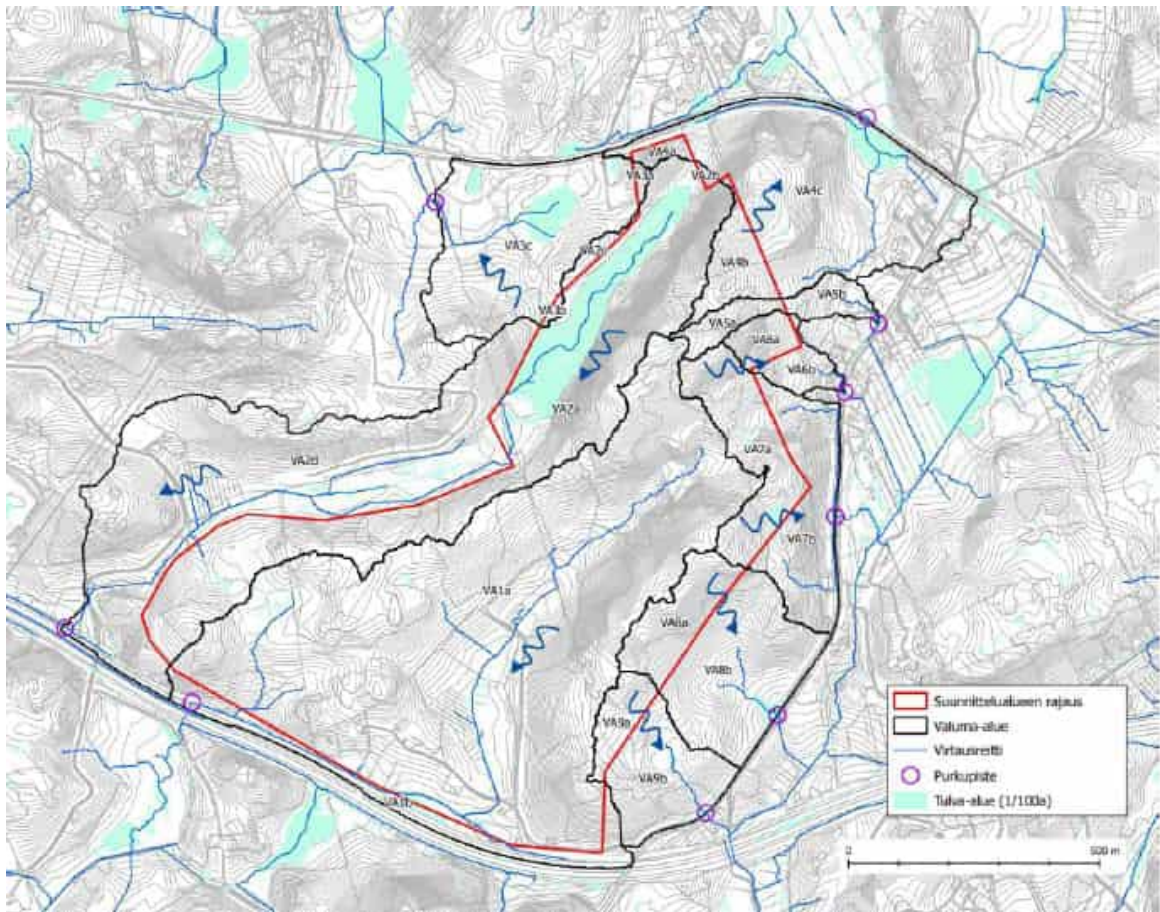 VA4a
VA3a
VA2b
VA4c
VA3c
VA4b
VA3b
VA5b
VA5a
VA6a
VA6b
VA2a
VA2d
VA7a
VA7b
VA1a
VA8a
VA8b
VA9a
VA9b
VA1b
Suunnittelualueen rajaus
Valuma-alue
Virtausreitti
Purkupiste
Tulva-alue (1/100a)
0
500 m